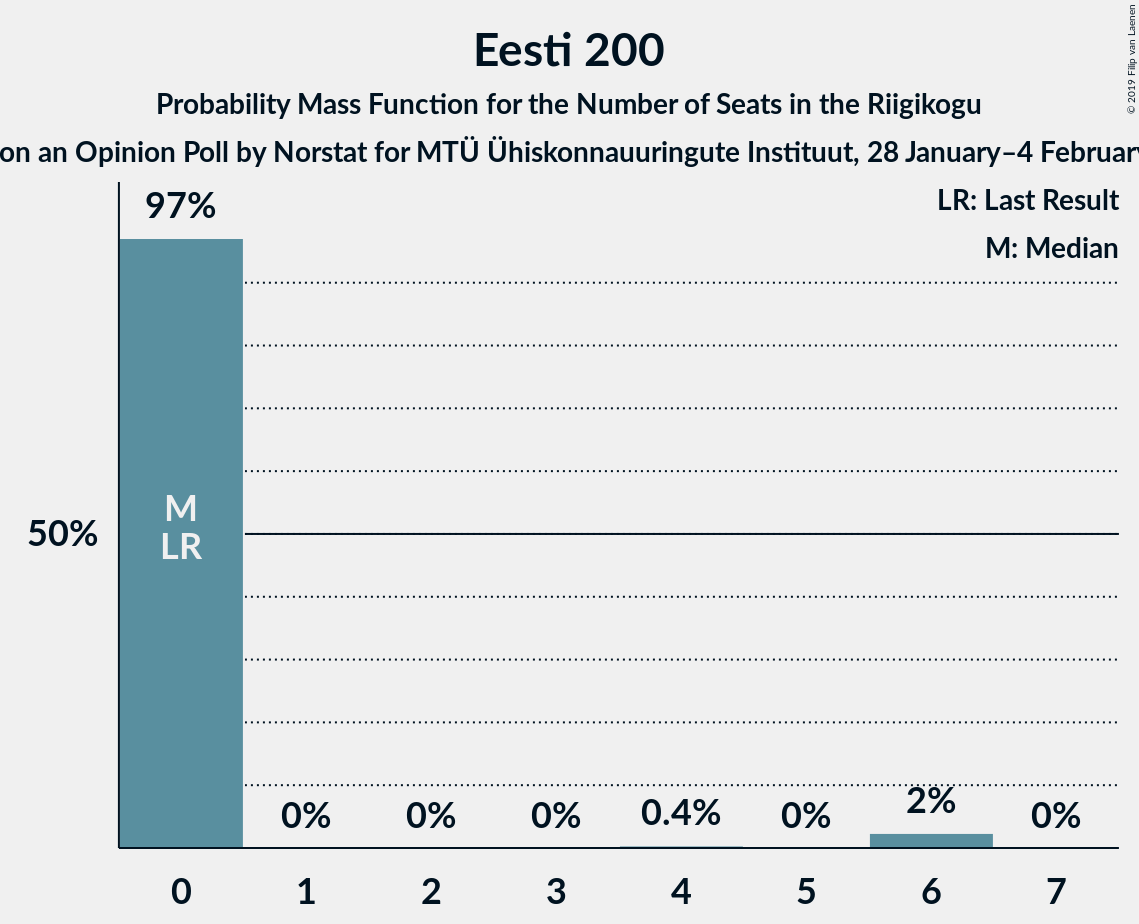 Eesti 200
Probability Mass Function for the Number of Seats in the Riigikogu
on an Opinion Poll by Norstat for MTÜ Ühiskonnauuringute Instituut, 28 January–4 February
© 2019 Filip van Laenen
LR: Last Result
M: Median
97%
50%
M
LR
0% 0% 0% 0.4% 0% 2% 0%
0 1 2 3 4 5 6 7